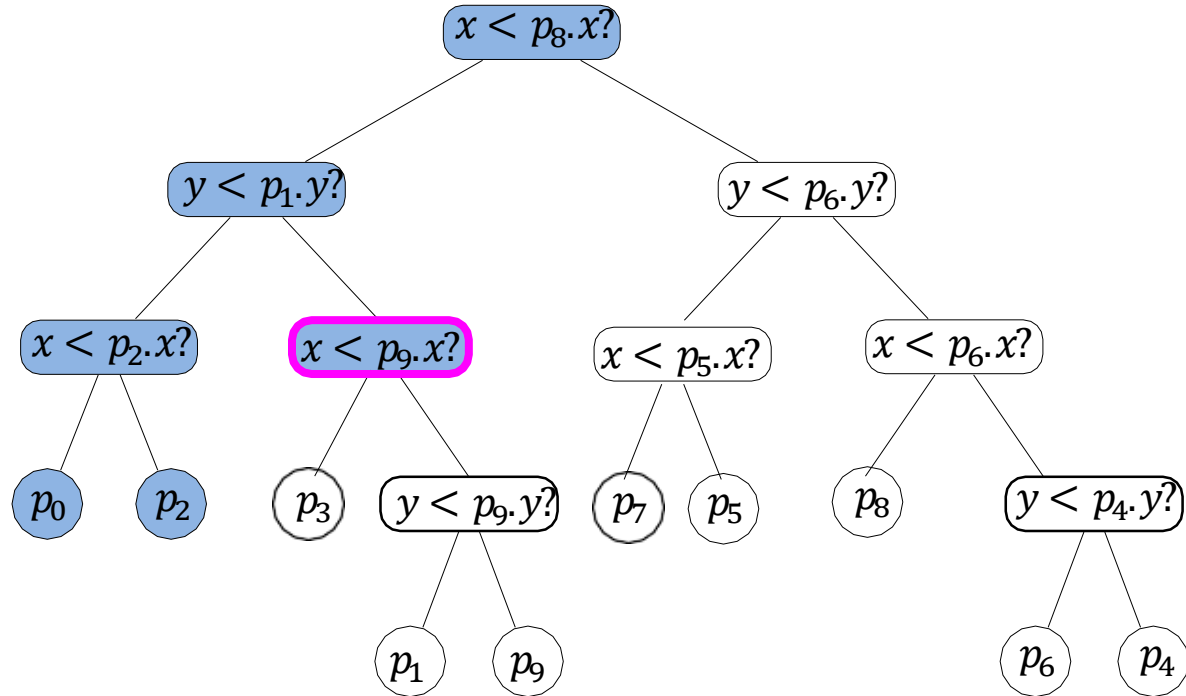 x < p₈.x?
y < p₁.y?
y < p₆.y?
x < p₂.x?
x < p₉.x?
x < p₅.x?
x < p₆.x?
p₀
p₂
p₃
y < p₉.y?
p₇
p₅
p₈
y < p₄.y?
p₁
p₉
p₆
p₄